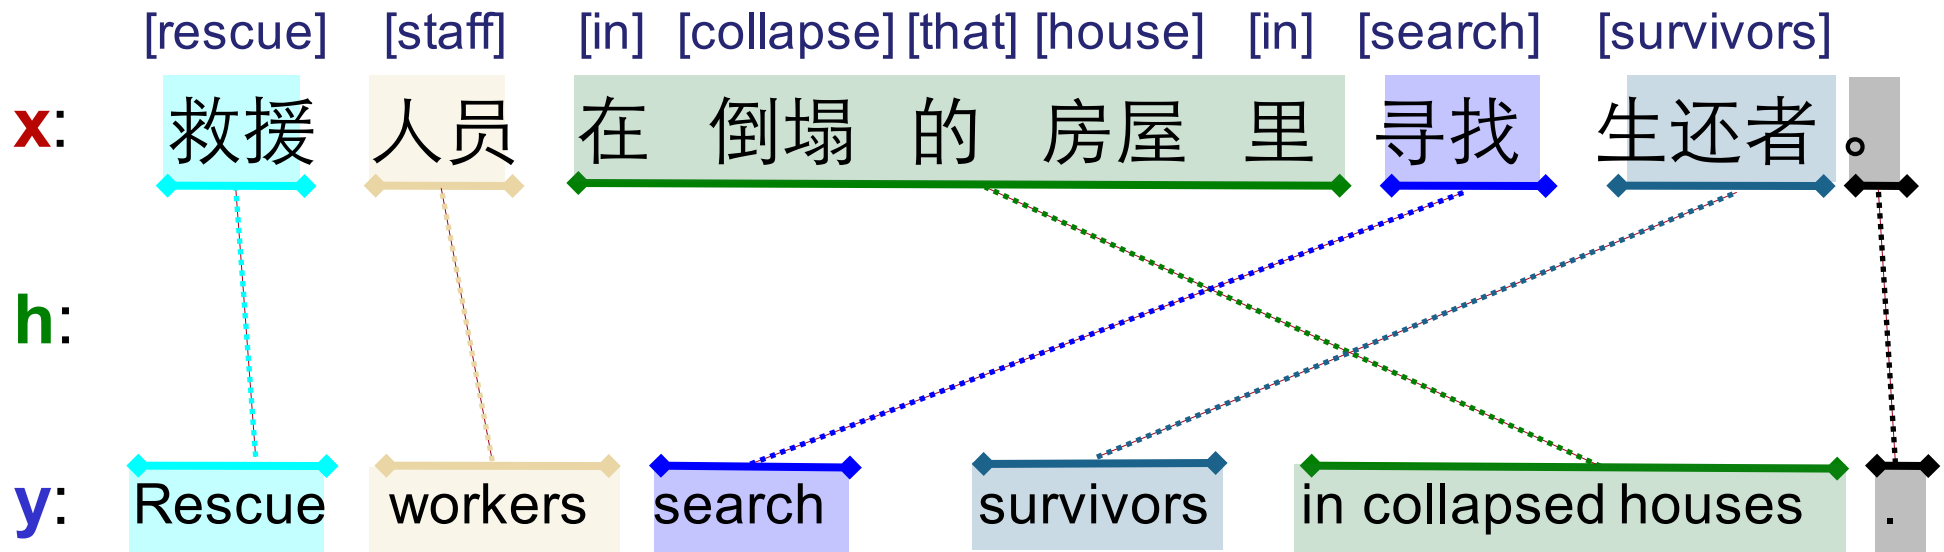 [rescue] [staff] [in] [collapse] [that] [house] [in] [search] [survivors]
x: 救援 人员 在 倒塌 的 房屋 里 寻找 生还者 。
h:
y: Rescue workers search survivors in collapsed houses .